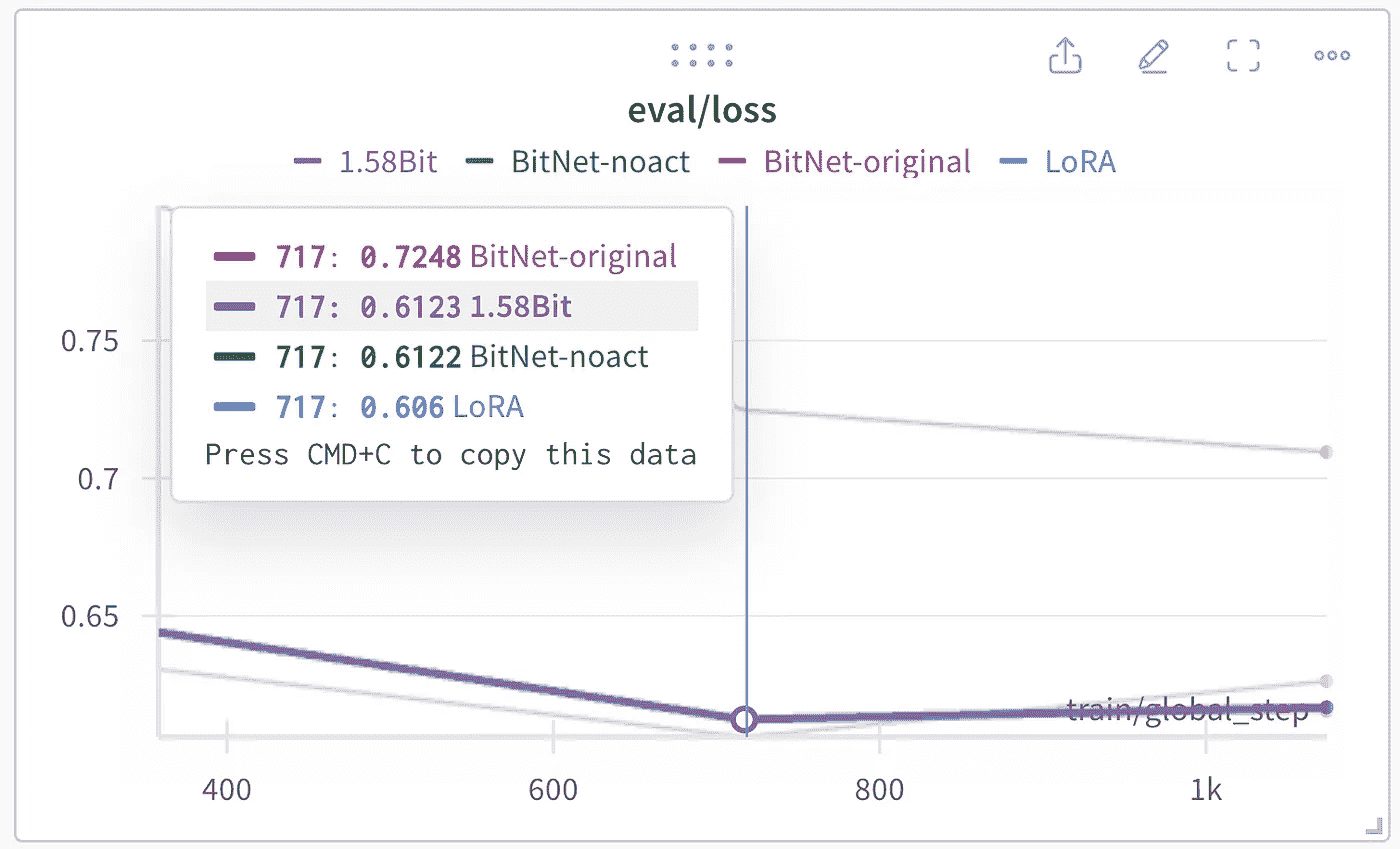 eval/loss
1.58Bit BitNet-noact BitNet-original LoRA
717: 0.7248 BitNet-original
717: 0.6123 1.58Bit
717: 0.6122 BitNet-noact
717: 0.606 LoRA
Press CMD+C to copy this data
0.75
0.7
0.65
train/global_step
400 600 800 1k